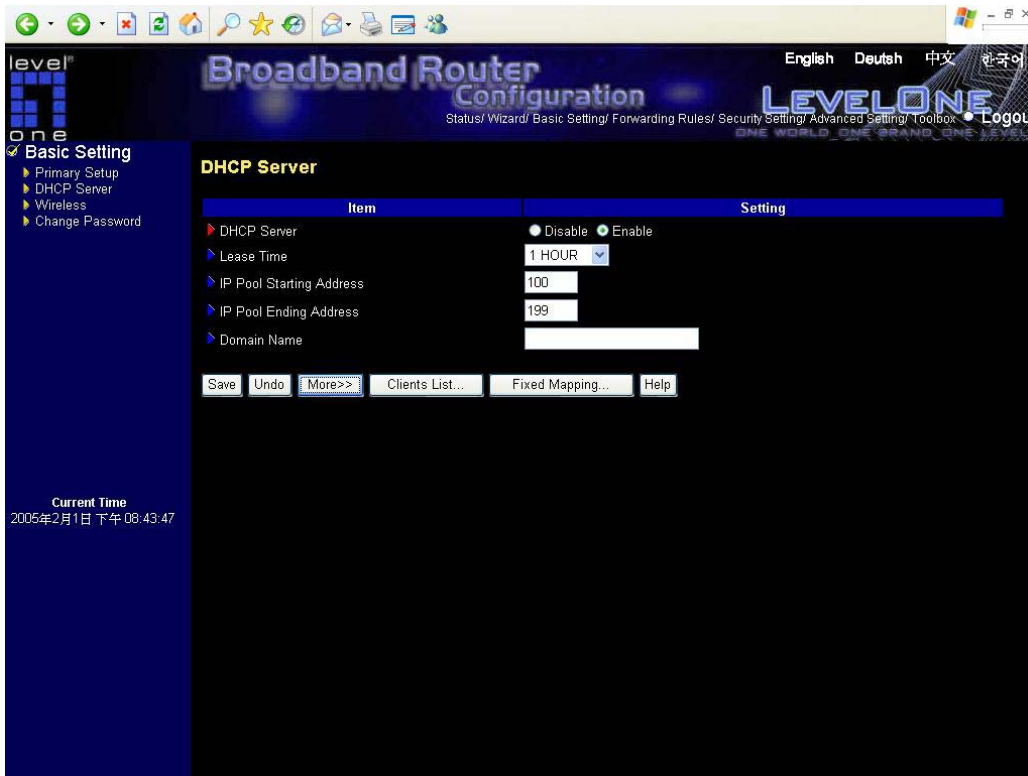 level®
one
Broadband Router
Configuration
English Deutsh 中文 한국어
LEVELONE
Status/ Wizard/ Basic Setting/ Forwarding Rules/ Security Setting/ Advanced Setting/ Toolbox Logou
ONE WORLD_ONE BRAND_ONE LEVEL
Basic Setting
Primary Setup
DHCP Server
Wireless
Change Password
DHCP Server
Item Setting
DHCP Server Disable Enable
Lease Time 1 HOUR
IP Pool Starting Address 100
IP Pool Ending Address 199
Domain Name
Save Undo More>> Clients List... Fixed Mapping... Help
Current Time
2005年2月1日 下午 08:43:47